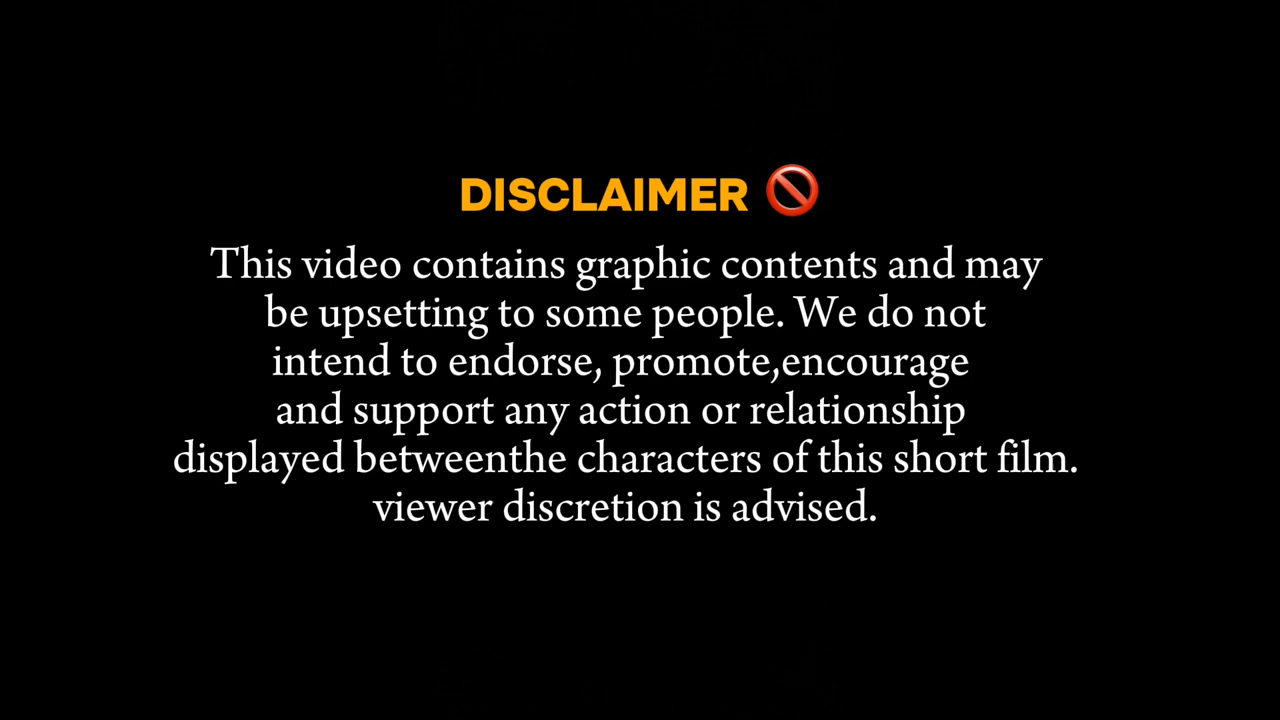 DISCLAIMER 🚫
This video contains graphic contents and may
be upsetting to some people. We do not
intend to endorse, promote,encourage
and support any action or relationship
displayed betweenthe characters of this short film.
viewer discretion is advised.